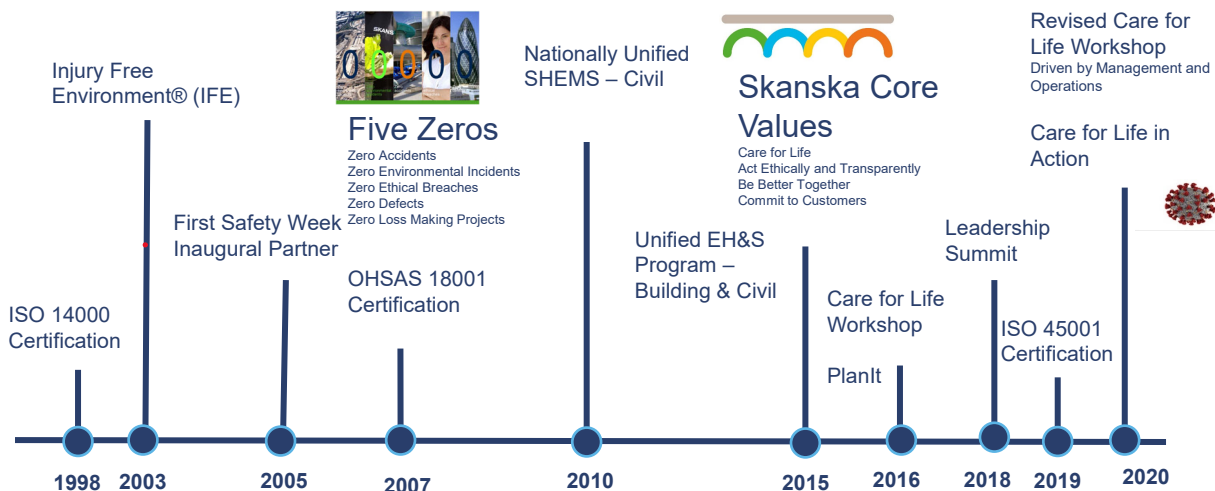 Injury Free
Environment® (IFE)
ISO 14000
Certification
First Safety Week
Inaugural Partner
Five Zeros
Zero Accidents
Zero Environmental Incidents
Zero Ethical Breaches
Zero Defects
Zero Loss Making Projects
OHSAS 18001
Certification
Nationally Unified
SHEMS – Civil
Unified EH&S
Program –
Building & Civil
Skanska Core
Values
Care for Life
Act Ethically and Transparently
Be Better Together
Commit to Customers
Care for Life
Workshop
PlanIt
Leadership
Summit
ISO 45001
Certification
Revised Care for
Life Workshop
Driven by Management and
Operations
Care for Life in
Action
1998
2003
2005
2007
2010
2015
2016
2018
2019
2020